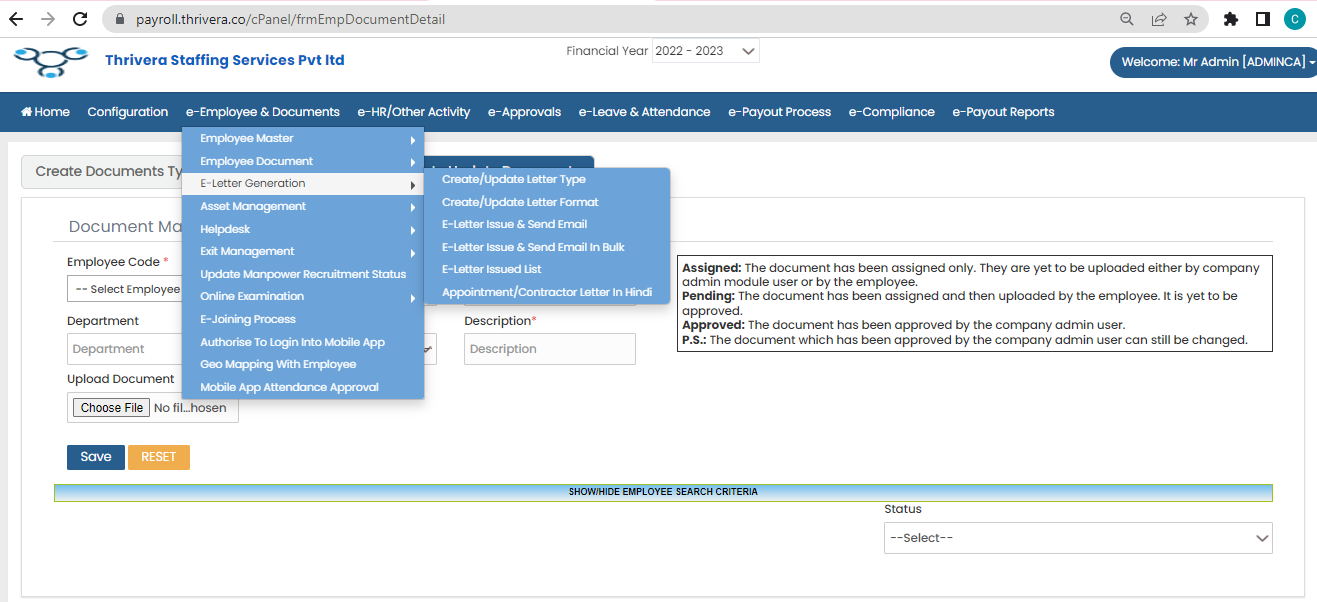 payroll.thrivera.co/cPanel/frmEmpDocumentDetail
C
Thrivera Staffing Services Pvt ltd
Financial Year 2022 - 2023
Welcome: Mr Admin [ADMINCA]
Home Configuration e-Employee & Documents e-HR/Other Activity e-Approvals e-Leave & Attendance e-Payout Process e-Compliance e-Payout Reports
Create Documents Ty
Employee Master
Employee Document
E-Letter Generation
Asset Management
Helpdesk
Exit Management
Update Manpower Recruitment Status
Online Examination
E-Joining Process
Authorise To Login Into Mobile App
Geo Mapping With Employee
Mobile App Attendance Approval
Create/Update Letter Type
Create/Update Letter Format
E-Letter Issue & Send Email
E-Letter Issue & Send Email In Bulk
E-Letter Issued List
Appointment/Contractor Letter In Hindi
Document Ma
Employee Code *
-- Select Employee
Department
Department
Description*
Description
Upload Document
Choose File No fil...hosen
Assigned: The document has been assigned only. They are yet to be uploaded either by company
admin module user or by the employee.
Pending: The document has been assigned and then uploaded by the employee. It is yet to be
approved.
Approved: The document has been approved by the company admin user.
P.S.: The document which has been approved by the company admin user can still be changed.
Save RESET
SHOW/HIDE EMPLOYEE SEARCH CRITERIA
Status
--Select--